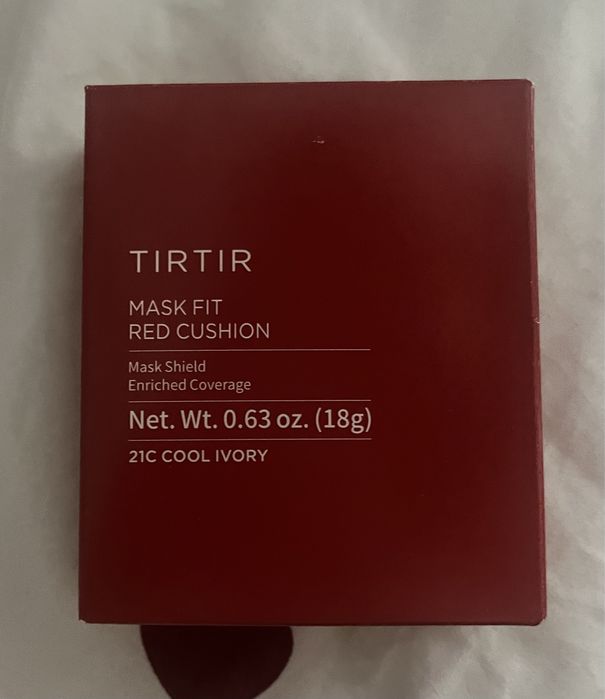 TIRTIR
MASK FIT
RED CUSHION
Mask Shield
Enriched Coverage
Net. Wt. 0.63 oz. (18g)
21C COOL IVORY